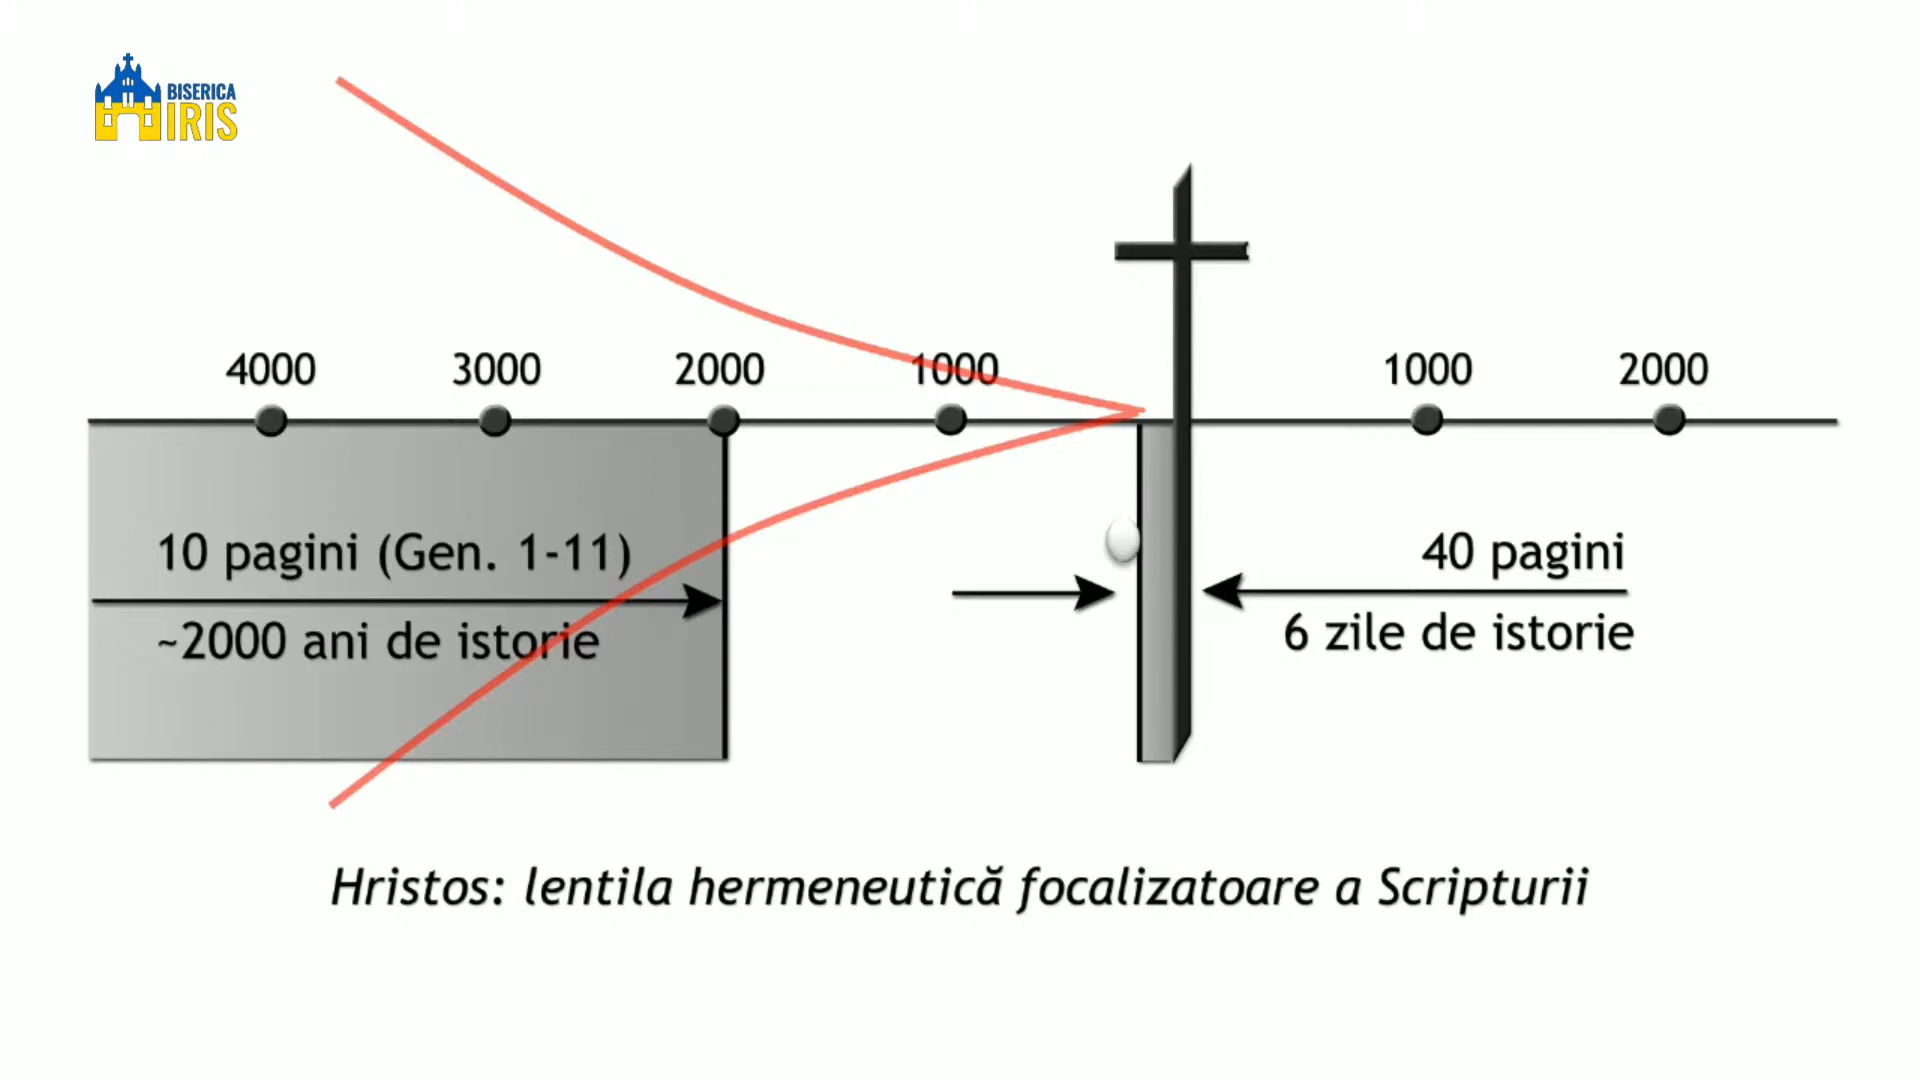 BISERICA
IRIS
4000 3000 2000 1000 1000 2000
10 pagini (Gen. 1-11)
~2000 ani de istorie
40 pagini
6 zile de istorie
Hristos: lentila hermeneutică focalizatoare a Scripturii